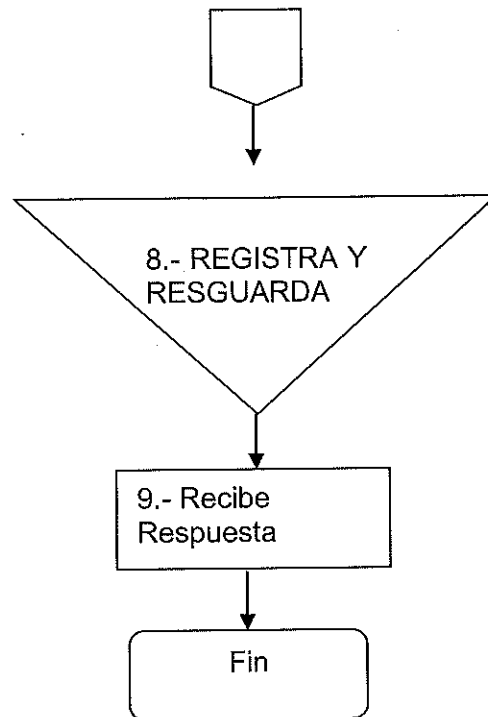 8.- REGISTRA Y
RESGUARDA
9.- Recibe
Respuesta
Fin